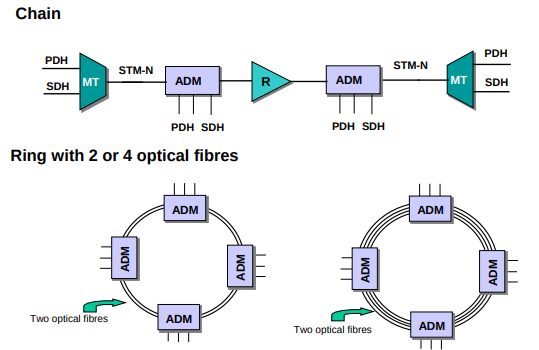 Chain
PDH
SDH
MT
STM-N
ADM
PDH SDH
R
ADM
PDH SDH
STM-N
MT
PDH
SDH
Ring with 2 or 4 optical fibres
ADM
ADM
ADM
ADM
Two optical fibres
ADM
ADM
ADM
ADM
Two optical fibres